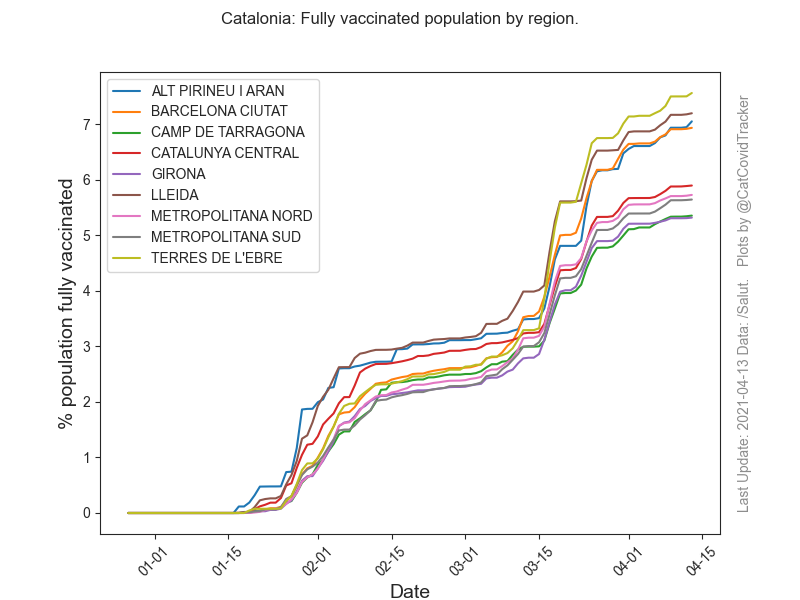 Catalonia: Fully vaccinated population by region.
ALT PIRINEU I ARAN
BARCELONA CIUTAT
CAMP DE TARRAGONA
CATALUNYA CENTRAL
GIRONA
LLEIDA
METROPOLITANA NORD
METROPOLITANA SUD
TERRES DE L'EBRE
% population fully vaccinated
7
6
5
4
3
2
1
0
01-01
01-15
02-01
02-15
03-01
03-15
04-01
04-15
Date
Last Update: 2021-04-13 Data: /Salut   Plots by @CatCovidTracker